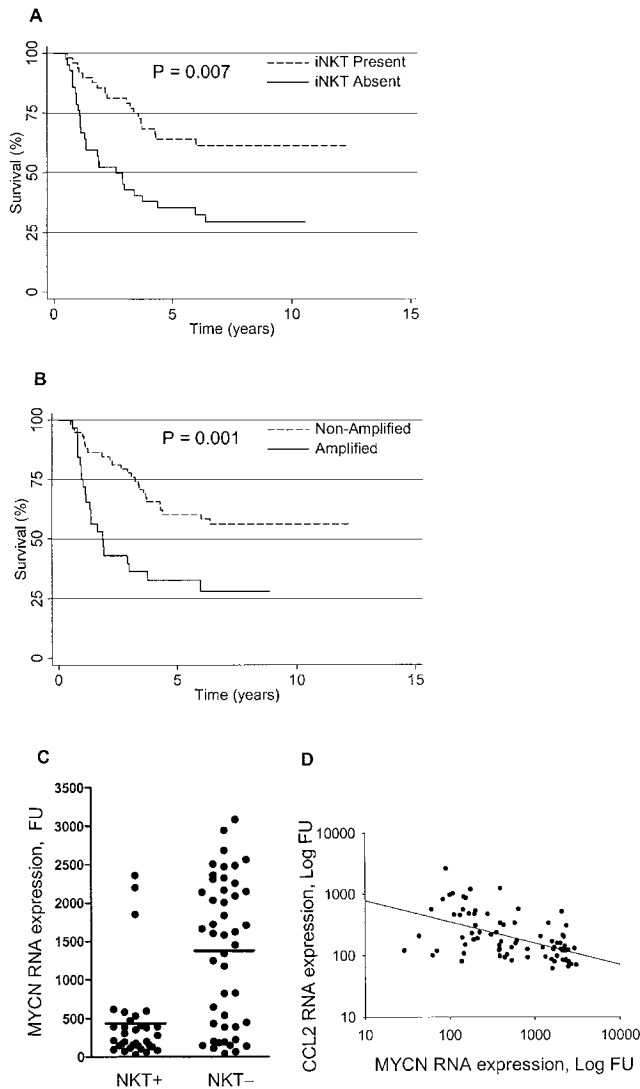 A
P = 0.007
iNKT Present
iNKT Absent
Survival (%)
100
75
50
25
0
0 5 10 15
Time (years)
B
P = 0.001
Non-Amplified
Amplified
Survival (%)
100
75
50
25
0
0 5 10 15
Time (years)
C
MYCN RNA expression, FU
3500
3000
2500
2000
1500
1000
500
0
NKT+ NKT−
D
CCL2 RNA expression, Log FU
10000
1000
100
10
10 100 1000 10000
MYCN RNA expression, Log FU